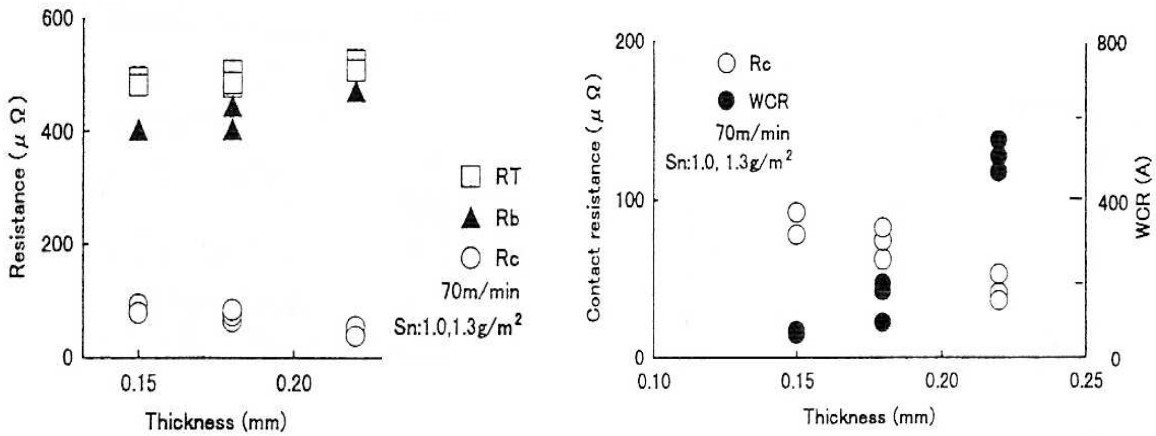 600
400
200
0
Resistance (μ Ω)
RT
Rb
Rc
70m/min
Sn:1.0,1.3g/m²
0.15
0.20
Thickness (mm)
200
100
0
Contact resistance (μ Ω)
Rc
WCR
70m/min
Sn:1.0, 1.3g/m²
800
400
0
WCR (A)
0.10
0.15
0.20
0.25
Thickness (mm)